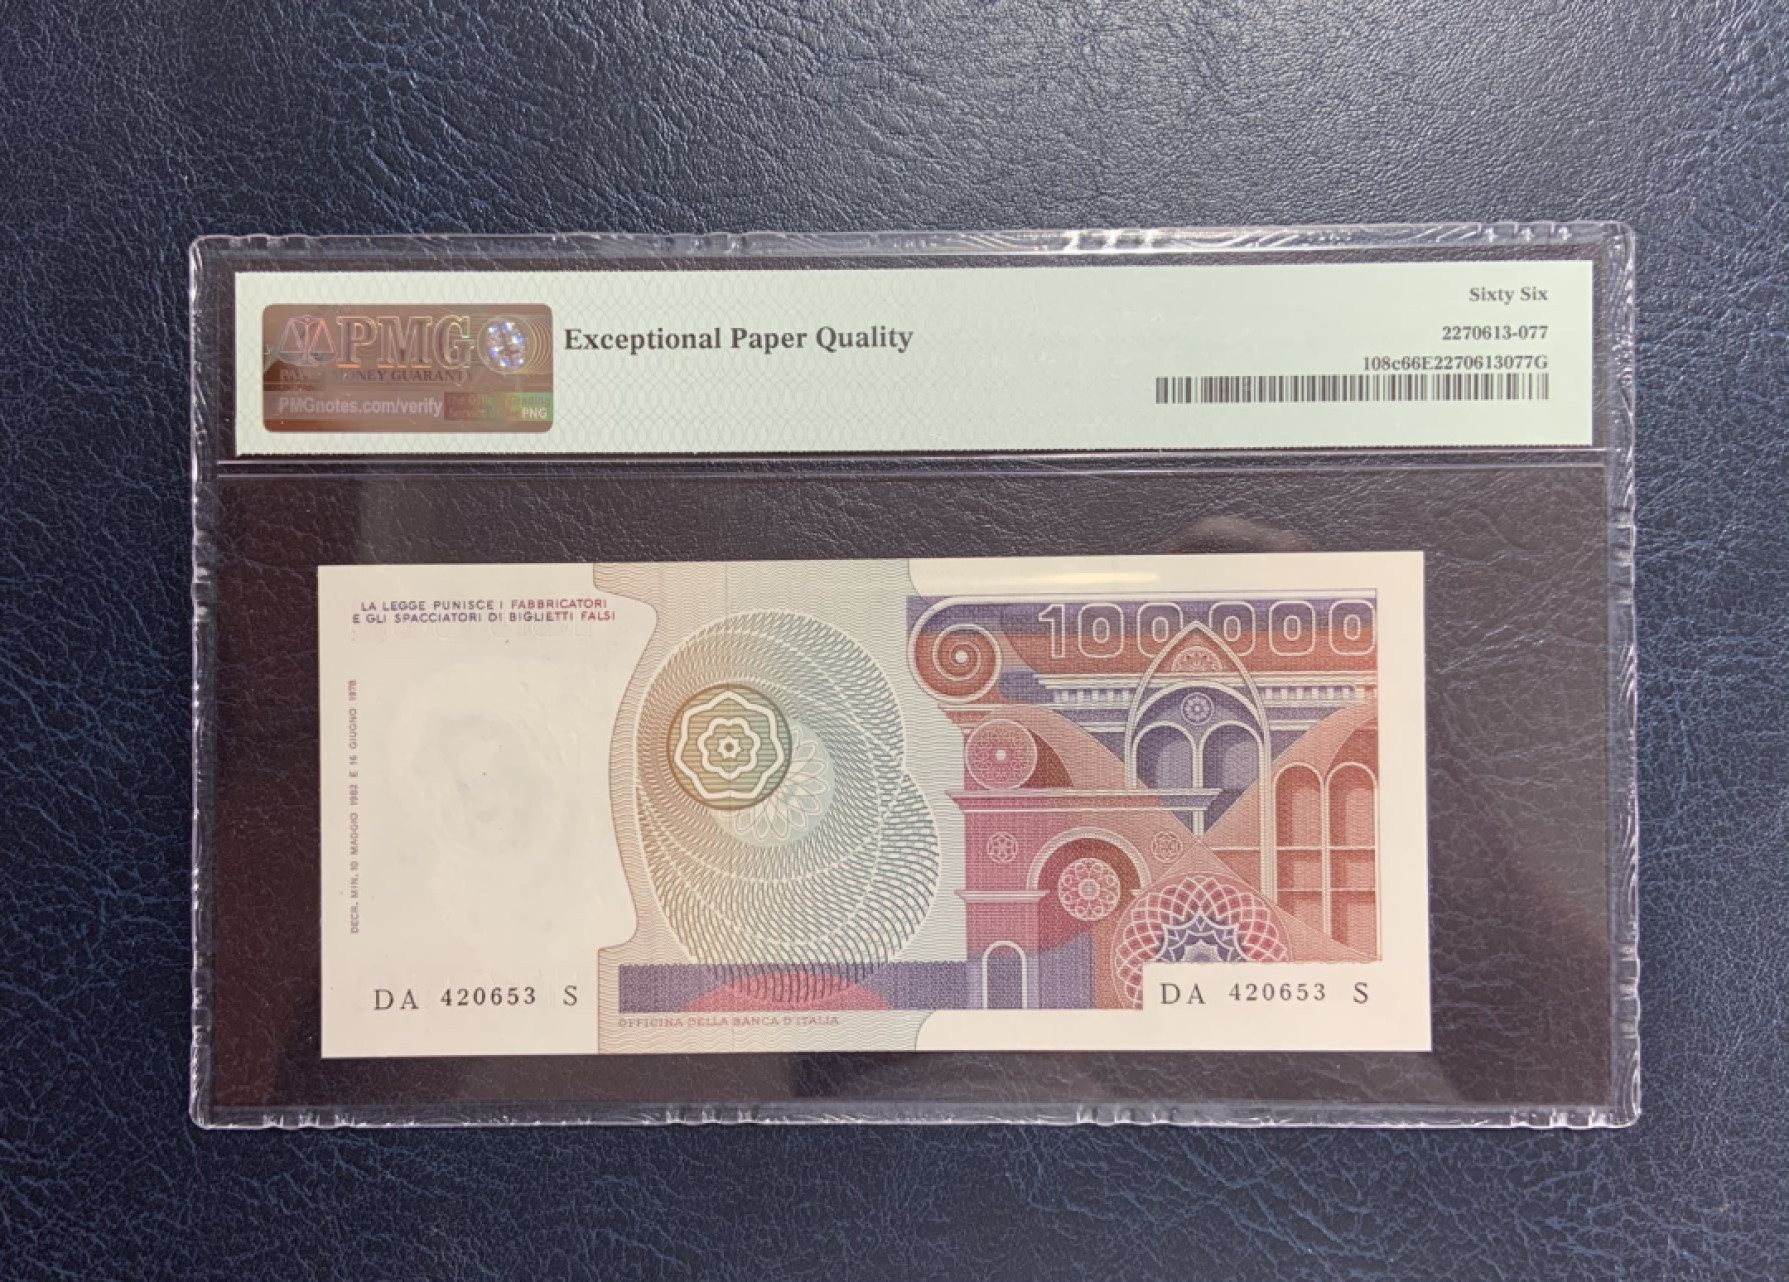 Sixty Six
PMG
PAPER MONEY GUARANTY
PMGnotes.com/verify
PNG
Exceptional Paper Quality
2270613-077
108c66E2270613077G
LA LEGGE PUNISCE I FABBRICATORI
E GLI SPACCIATORI DI BIGLIETTI FALSI
100000
DECR. MIN. 10 MAGGIO 1982 E 16 GIUGNO 1978
DA 420653 S
DA 420653 S
OFFICINA DELLA BANCA D'ITALIA